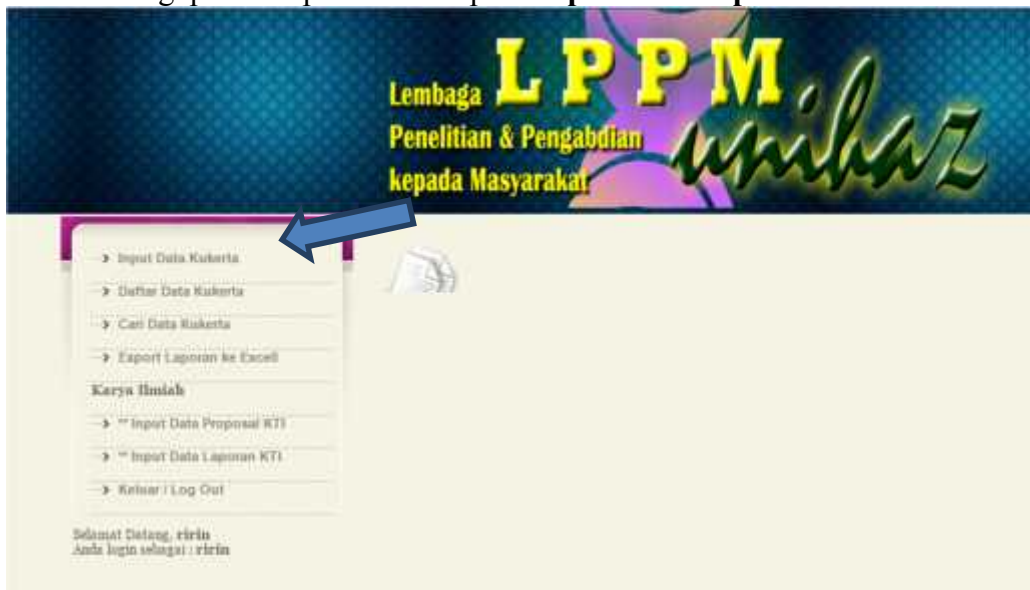 Lembaga LPPM
Penelitian & Pengabdian unihaz
kepada Masyarakat
Input Data Kukerta
Daftar Data Kukerta
Cari Data Kukerta
Export Laporan ke Excell
Karya Ilmiah
** Input Data Proposal KTI
** Input Data Laporan KTI
Keluar / Log Out
Selamat Datang, ririn
Anda login sebagai : ririn